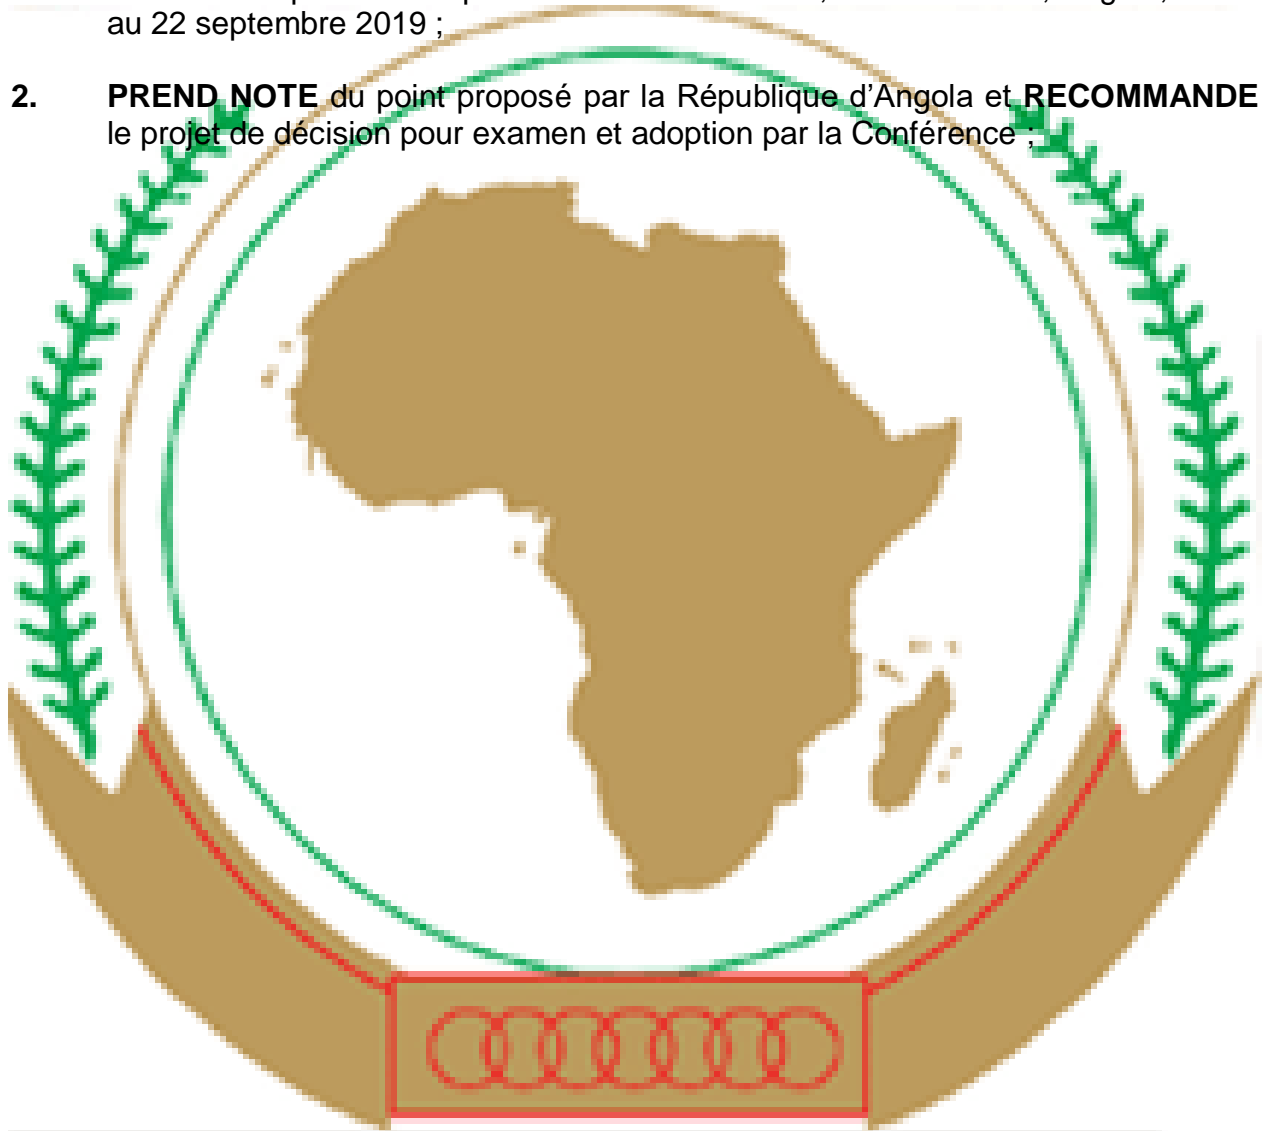 au 22 septembre 2019 ;
2. PREND NOTE du point proposé par la République d'Angola et RECOMMANDE
le projet de décision pour examen et adoption par la Conférence ;